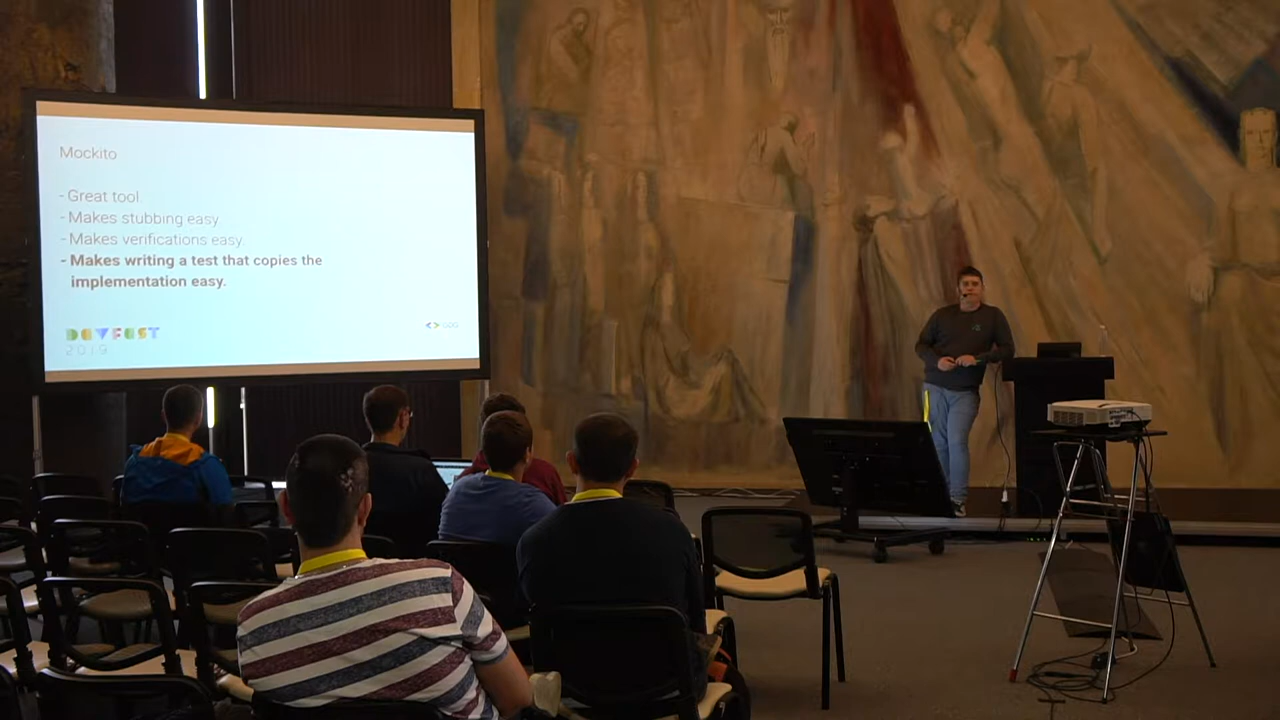 Mockito
- Great tool.
- Makes stubbing easy.
- Makes verifications easy
- Makes writing a test that copies the
implementation easy.
DEVFEST
2019
GDG